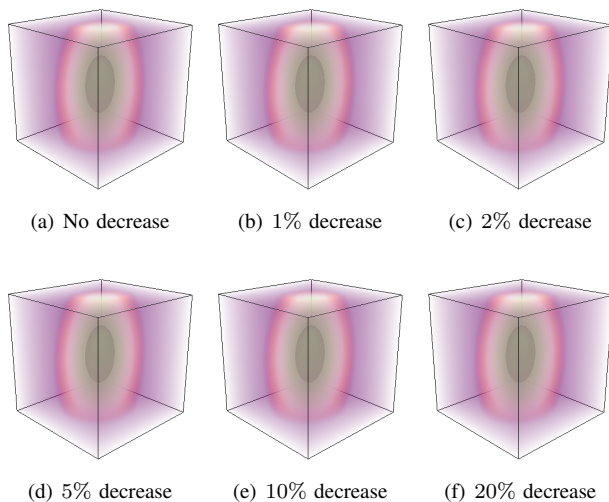 (a) No decrease
(b) 1% decrease
(c) 2% decrease
(d) 5% decrease
(e) 10% decrease
(f) 20% decrease